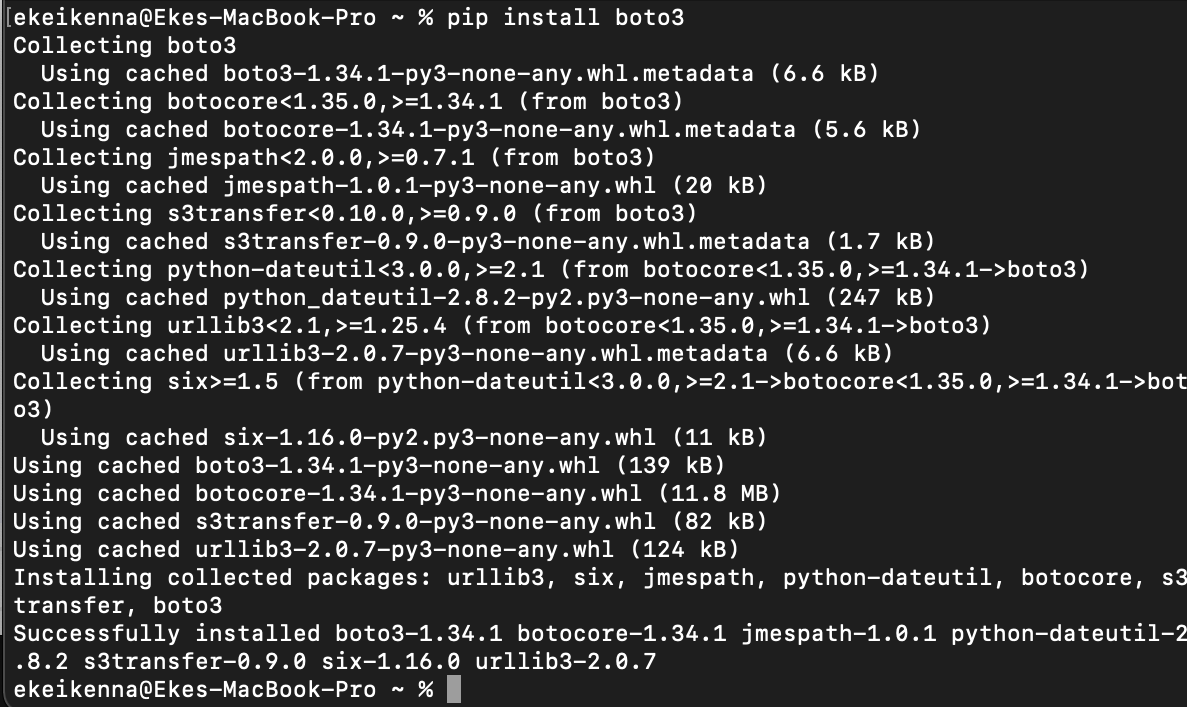 [ekeikenna@Ekes-MacBook-Pro ~ % pip install boto3
Collecting boto3
  Using cached boto3-1.34.1-py3-none-any.whl.metadata (6.6 kB)
Collecting botocore<1.35.0,>=1.34.1 (from boto3)
  Using cached botocore-1.34.1-py3-none-any.whl.metadata (5.6 kB)
Collecting jmespath<2.0.0,>=0.7.1 (from boto3)
  Using cached jmespath-1.0.1-py3-none-any.whl (20 kB)
Collecting s3transfer<0.10.0,>=0.9.0 (from boto3)
  Using cached s3transfer-0.9.0-py3-none-any.whl.metadata (1.7 kB)
Collecting python-dateutil<3.0.0,>=2.1 (from botocore<1.35.0,>=1.34.1->boto3)
  Using cached python_dateutil-2.8.2-py2.py3-none-any.whl (247 kB)
Collecting urllib3<2.1,>=1.25.4 (from botocore<1.35.0,>=1.34.1->boto3)
  Using cached urllib3-2.0.7-py3-none-any.whl.metadata (6.6 kB)
Collecting six>=1.5 (from python-dateutil<3.0.0,>=2.1->botocore<1.35.0,>=1.34.1->bot
o3)
  Using cached six-1.16.0-py2.py3-none-any.whl (11 kB)
Using cached boto3-1.34.1-py3-none-any.whl (139 kB)
Using cached botocore-1.34.1-py3-none-any.whl (11.8 MB)
Using cached s3transfer-0.9.0-py3-none-any.whl (82 kB)
Using cached urllib3-2.0.7-py3-none-any.whl (124 kB)
Installing collected packages: urllib3, six, jmespath, python-dateutil, botocore, s3
transfer, boto3
Successfully installed boto3-1.34.1 botocore-1.34.1 jmespath-1.0.1 python-dateutil-2
.8.2 s3transfer-0.9.0 six-1.16.0 urllib3-2.0.7
ekeikenna@Ekes-MacBook-Pro ~ %